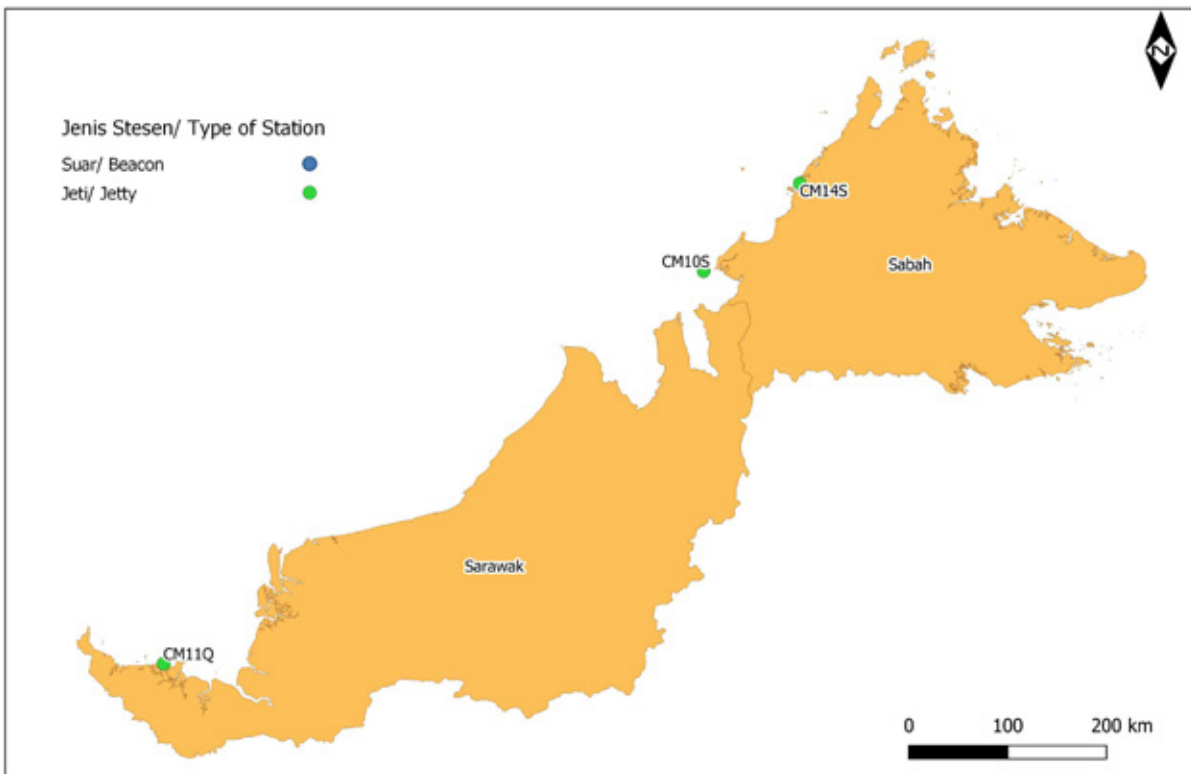 N
Jenis Stesen/ Type of Station
Suar/ Beacon
Jeti/ Jetty
CM14S
CM10S
Sabah
Sarawak
CM11Q
0 100 200 km